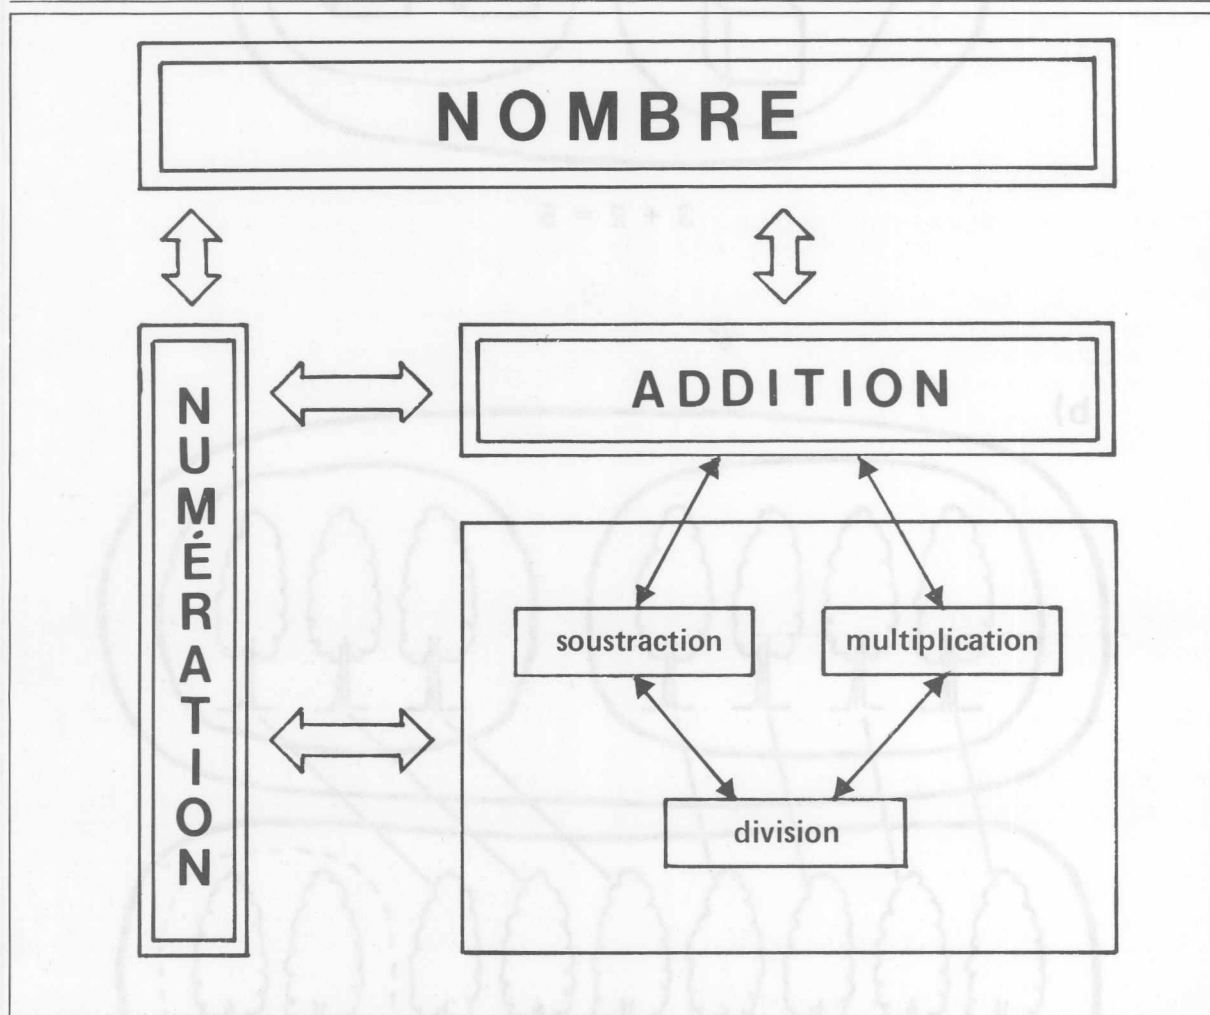 NOMBRE
NUMÉRATION
ADDITION
soustraction
multiplication
division